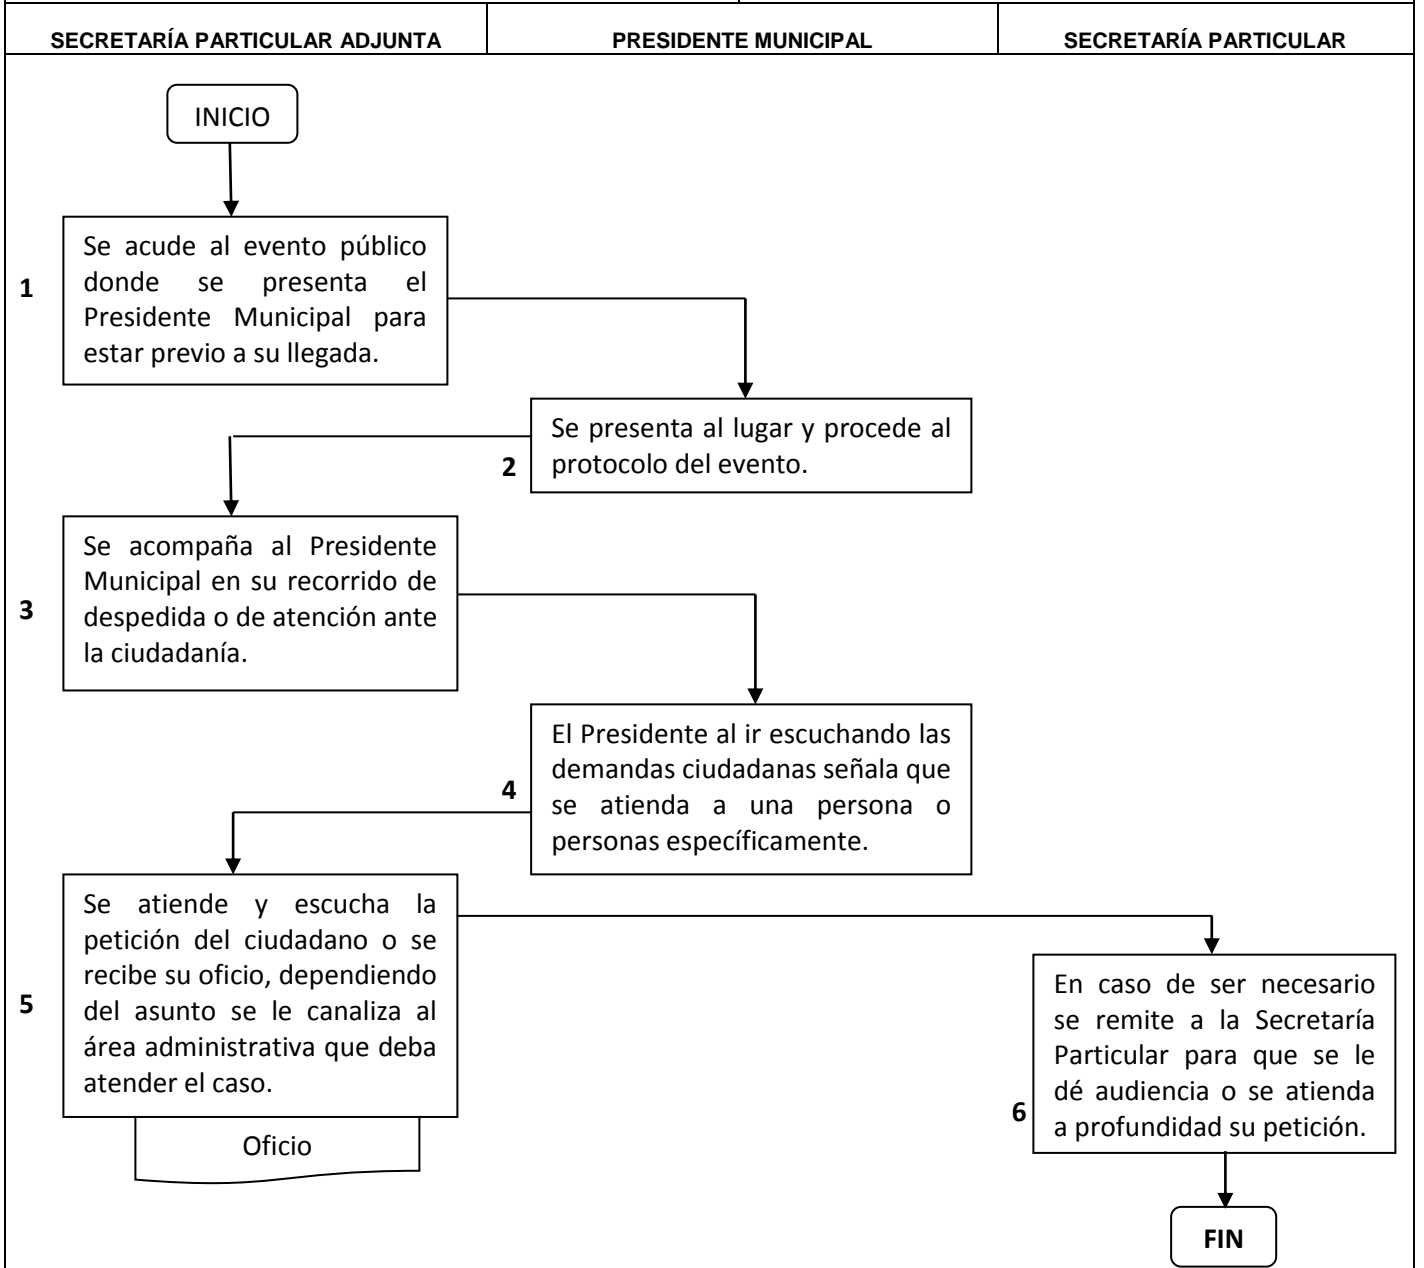 SECRETARÍA PARTICULAR ADJUNTA
PRESIDENTE MUNICIPAL
SECRETARÍA PARTICULAR
INICIO
1
Se acude al evento público
donde se presenta el
Presidente Municipal para
estar previo a su llegada.
2
Se presenta al lugar y procede al
protocolo del evento.
3
Se acompaña al Presidente
Municipal en su recorrido de
despedida o de atención ante
la ciudadanía.
4
El Presidente al ir escuchando las
demandas ciudadanas señala que
se atienda a una persona o
personas específicamente.
5
Se atiende y escucha la
petición del ciudadano o se
recibe su oficio, dependiendo
del asunto se le canaliza al
área administrativa que deba
atender el caso.
Oficio
6
En caso de ser necesario
se remite a la Secretaría
Particular para que se le
dé audiencia o se atienda
a profundidad su petición.
FIN